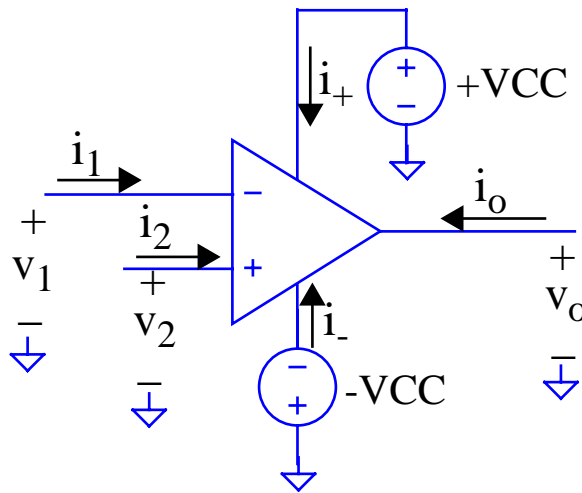 +
i+
+VCC
−
i1
−
io
+
i2
+
+
v1
+
v2
vo
−
i-
−
−
−
-VCC
+